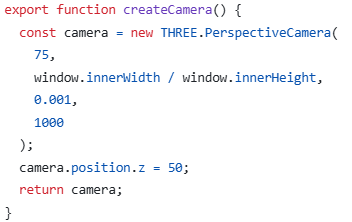 export function createCamera() {
  const camera = new THREE.PerspectiveCamera(
    75,
    window.innerWidth / window.innerHeight,
    0.001,
    1000
  );
  camera.position.z = 50;
  return camera;
}